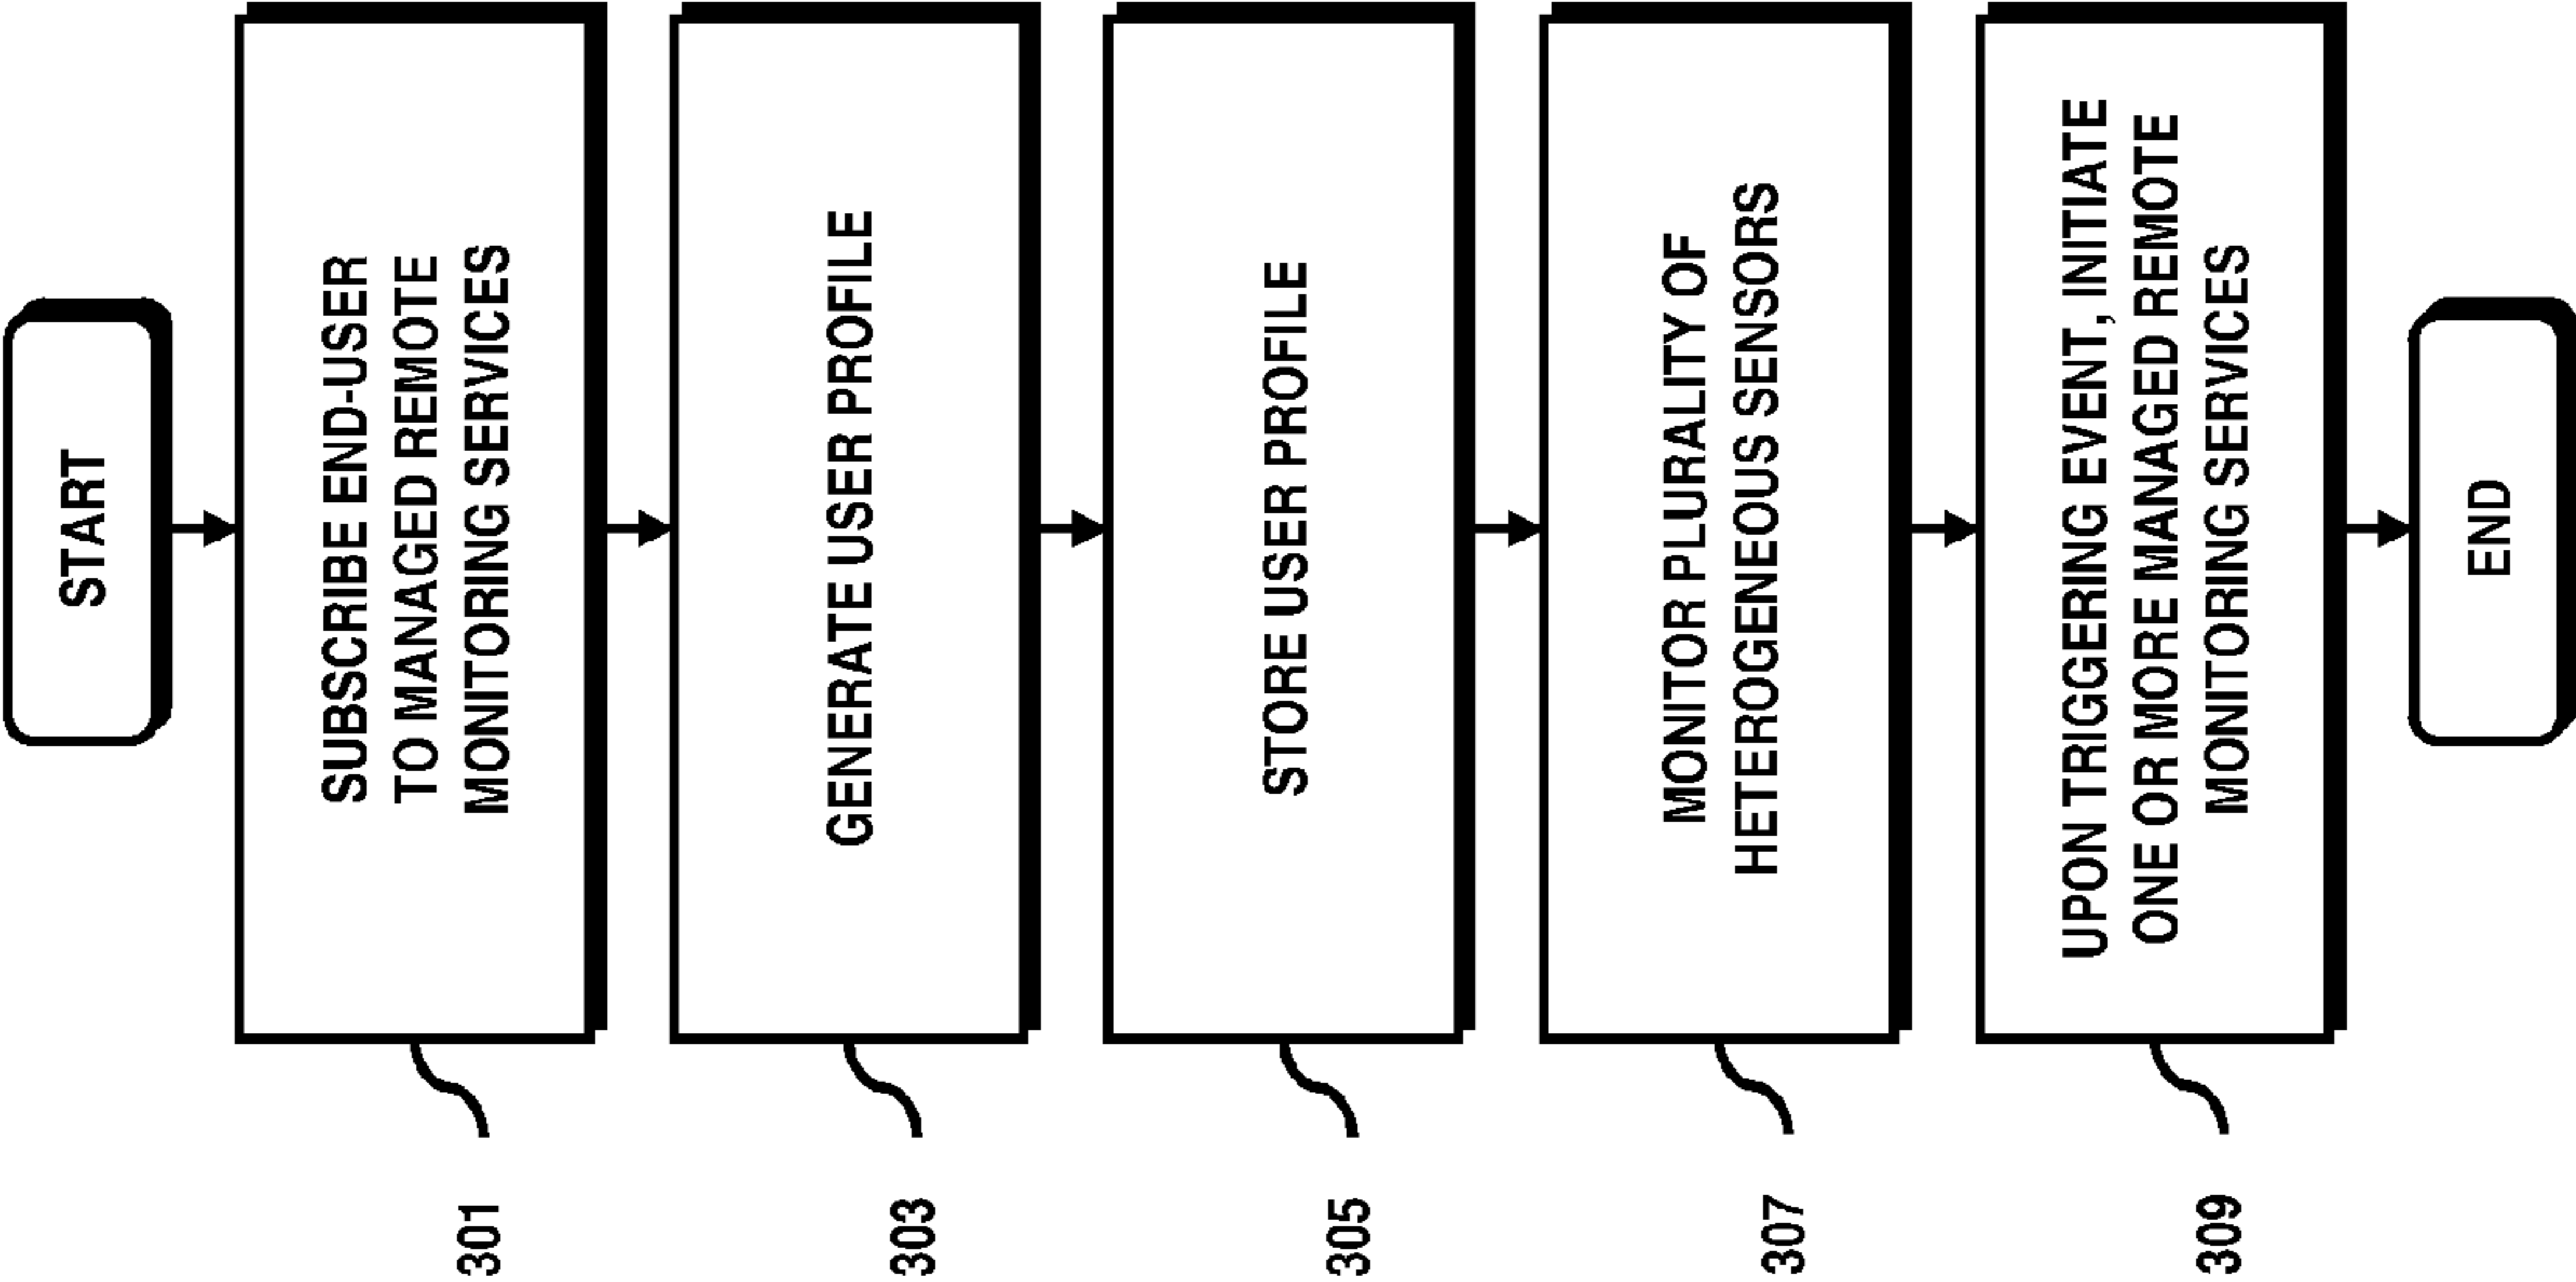 START
301
SUBSCRIBE END-USER
TO MANAGED REMOTE
MONITORING SERVICES
303
GENERATE USER PROFILE
305
STORE USER PROFILE
307
MONITOR PLURALITY OF
HETEROGENEOUS SENSORS
309
UPON TRIGGERING EVENT, INITIATE
ONE OR MORE MANAGED REMOTE
MONITORING SERVICES
END